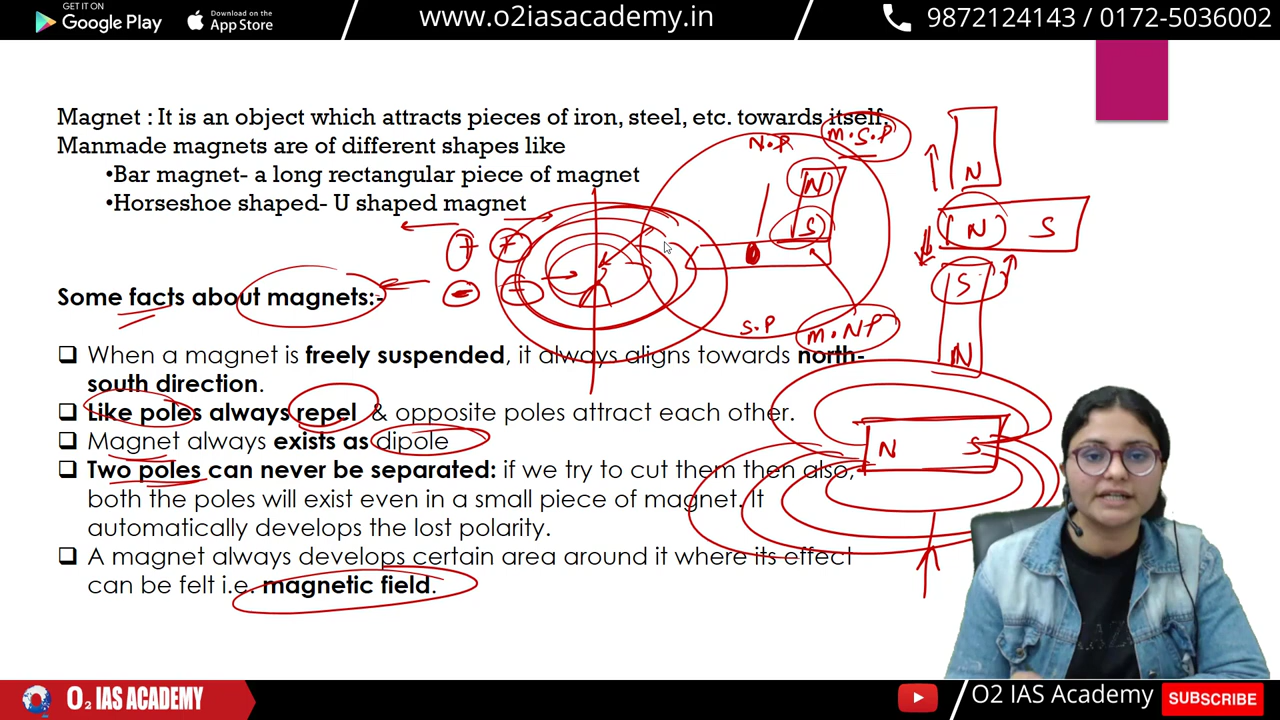 GET IT ON
Google Play
Download on the
App Store
www.o2iasacademy.in
9872124143 / 0172-5036002
Magnet : It is an object which attracts pieces of iron, steel, etc. towards itself.
Manmade magnets are of different shapes like
•Bar magnet- a long rectangular piece of magnet
•Horseshoe shaped- U shaped magnet
N.P
M.S.P
N
S
S.P
M.NP
N
N S
S
N
+ +
- -
Some facts about magnets:-
❑ When a magnet is freely suspended, it always aligns towards north-
south direction.
❑ Like poles always repel & opposite poles attract each other.
❑ Magnet always exists as dipole
❑ Two poles can never be separated: if we try to cut them then also,
both the poles will exist even in a small piece of magnet. It
automatically develops the lost polarity.
❑ A magnet always develops certain area around it where its effect
can be felt i.e. magnetic field.
N S
O2 IAS ACADEMY
O2 IAS Academy
SUBSCRIBE